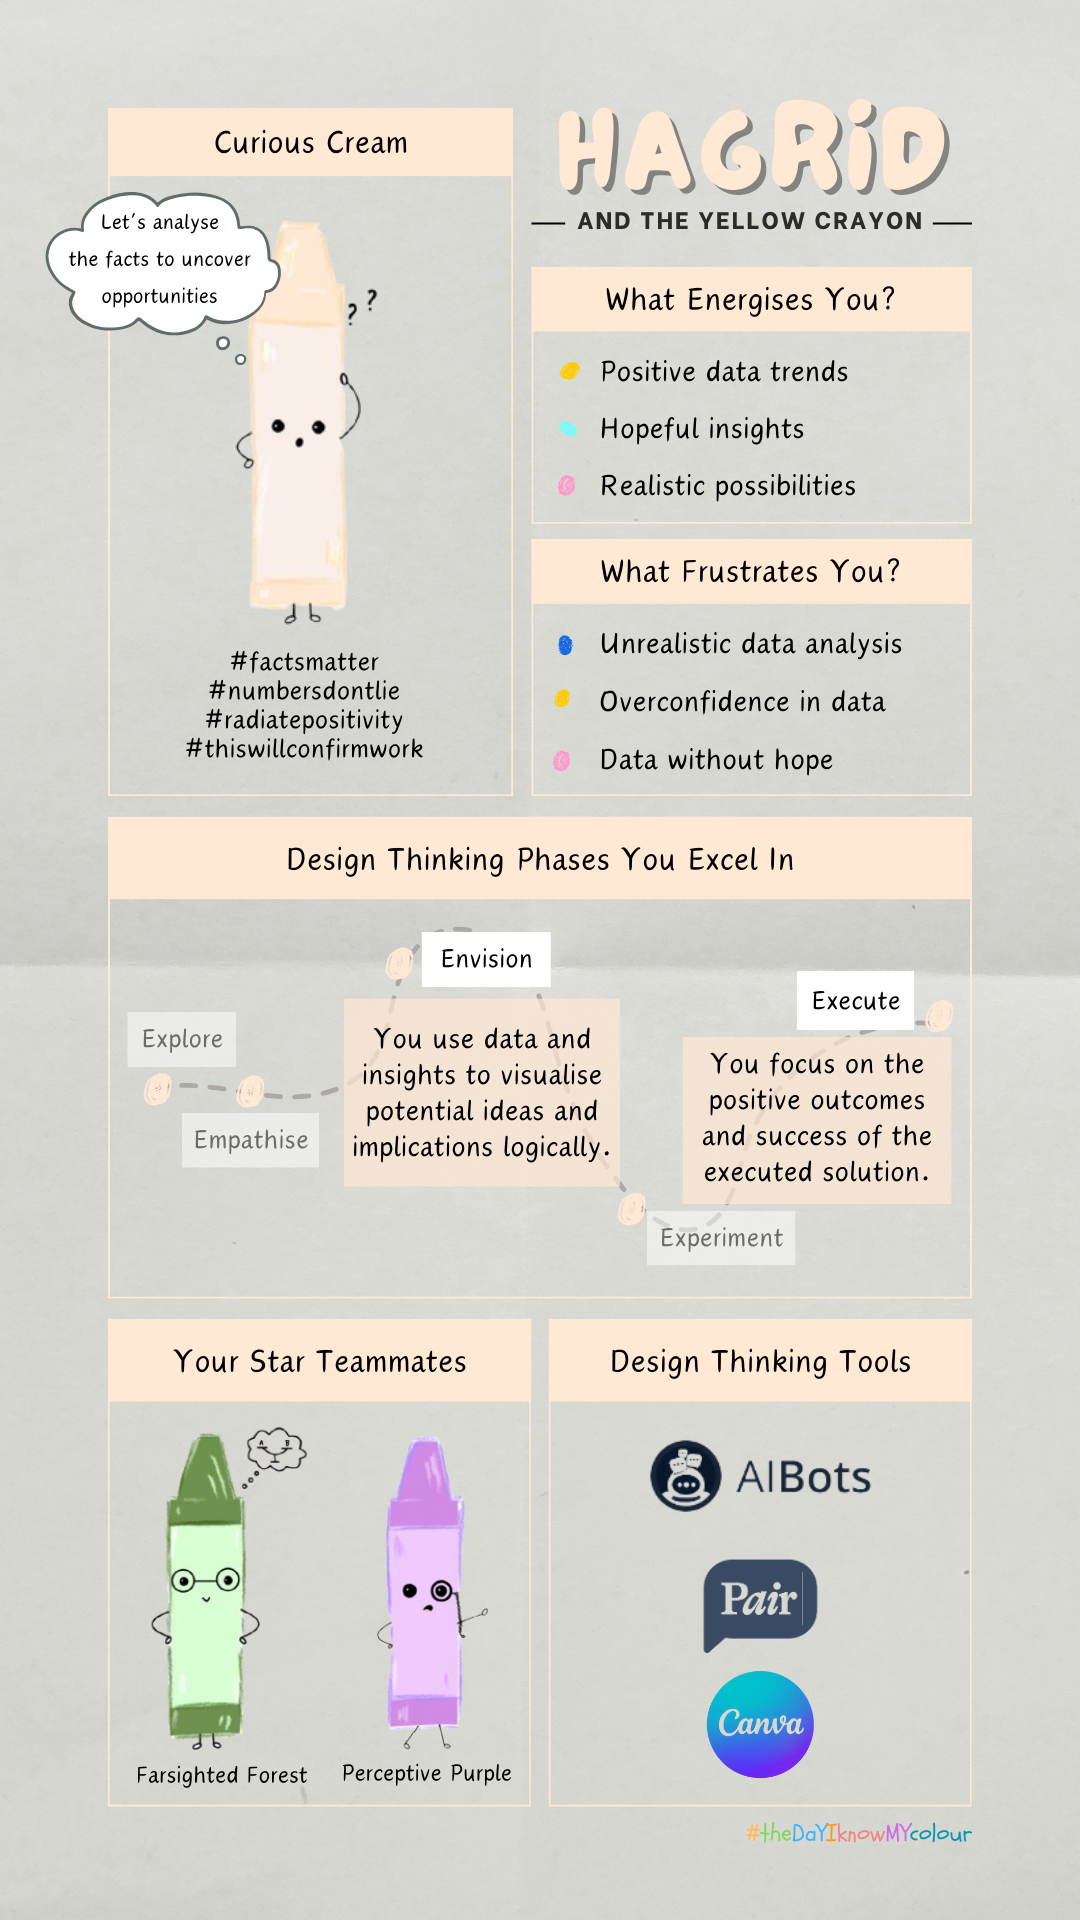 Curious Cream
Let's analyse
the facts to uncover
opportunities
? ?
#factsmatter
#numbersdontlie
#radiatepositivity
#thiswillconfirmwork
HAGRiD
AND THE YELLOW CRAYON
What Energises You?
Positive data trends
Hopeful insights
Realistic possibilities
What Frustrates You?
Unrealistic data analysis
Overconfidence in data
Data without hope
Design Thinking Phases You Excel In
Explore
Empathise
Envision
You use data and
insights to visualise
potential ideas and
implications logically.
Experiment
Execute
You focus on the
positive outcomes
and success of the
executed solution.
Your Star Teammates
A B
Farsighted Forest
Perceptive Purple
Design Thinking Tools
AIBots
Pair
Canva
#theDaYIknowMYcolour